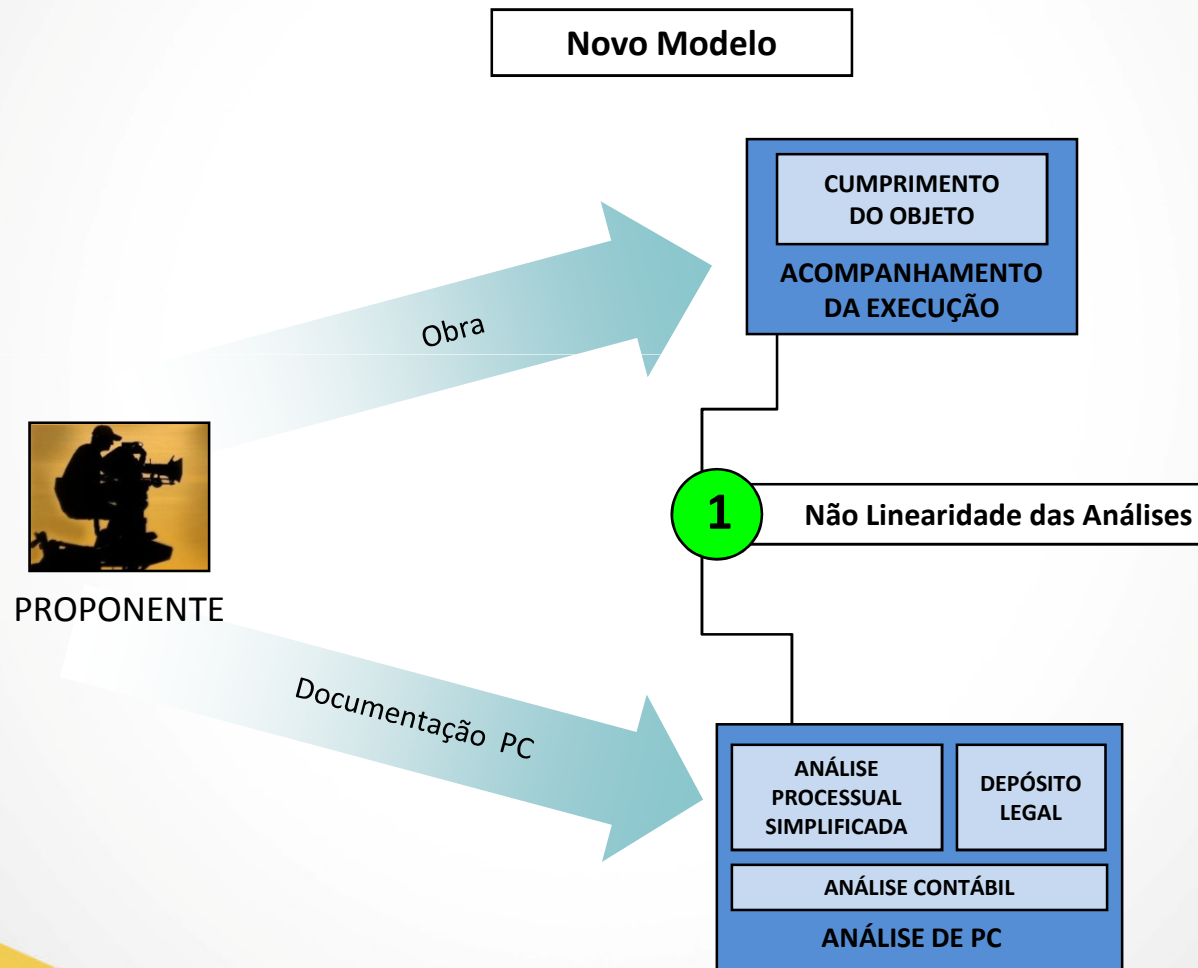 Novo Modelo
CUMPRIMENTO
DO OBJETO
ACOMPANHAMENTO
DA EXECUÇÃO
Obra
1
Não Linearidade das Análises
PROPONENTE
Documentação PC
ANÁLISE
PROCESSUAL
SIMPLIFICADA
DEPÓSITO
LEGAL
ANÁLISE CONTÁBIL
ANÁLISE DE PC